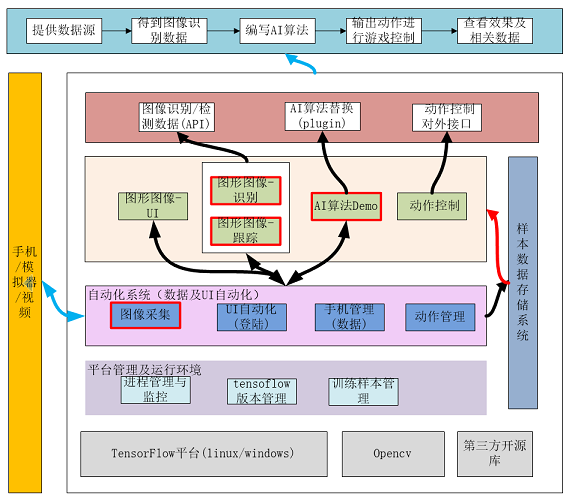 提供数据源
得到图像识
别数据
编写AI算法
输出动作进
行游戏控制
查看效果及
相关数据
手机
/模拟
器/视
频
图像识别/检
测数据(API)
AI算法替换
(plugin)
动作控制
对外接口
图形图像-
UI
图形图像-
识别
图形图像-
跟踪
AI算法Demo
动作控制
样本
数据
存储
系统
自动化系统（数据及UI自动化）
图像采集
UI自动化
(登陆)
手机管理
(数据)
动作管理
平台管理及运行环境
进程管理与
监控
tensoflow
版本管理
训练样本管
理
TensorFlow平台(linux/windows)
Opencv
第三方开源
库